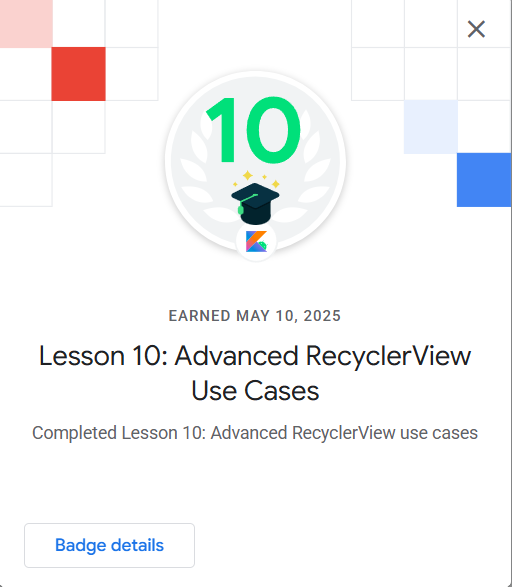 10
EARNED MAY 10, 2025
Lesson 10: Advanced RecyclerView
Use Cases
Completed Lesson 10: Advanced RecyclerView use cases
Badge details